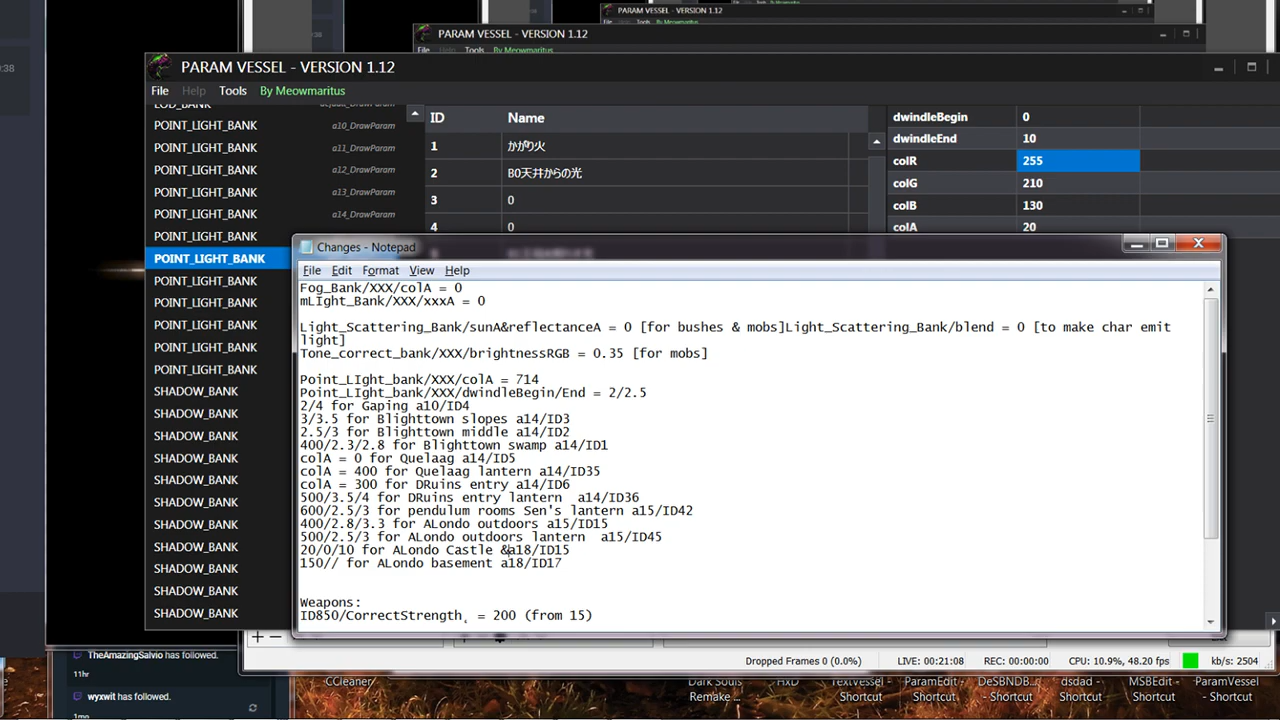 PARAM VESSEL - VERSION 1.12
Tools By Meowmaritus
PARAM VESSEL - VERSION 1.12
File Help Tools By Meowmaritus
PARAM VESSEL - VERSION 1.12
File Help Tools By Meowmaritus
LOD_BANK default_DrawParam
POINT_LIGHT_BANK a10_DrawParam
POINT_LIGHT_BANK a11_DrawParam
POINT_LIGHT_BANK a12_DrawParam
POINT_LIGHT_BANK a13_DrawParam
POINT_LIGHT_BANK a14_DrawParam
POINT_LIGHT_BANK
POINT_LIGHT_BANK
POINT_LIGHT_BANK
POINT_LIGHT_BANK
POINT_LIGHT_BANK
POINT_LIGHT_BANK
POINT_LIGHT_BANK
SHADOW_BANK
SHADOW_BANK
SHADOW_BANK
SHADOW_BANK
SHADOW_BANK
SHADOW_BANK
SHADOW_BANK
SHADOW_BANK
SHADOW_BANK
SHADOW_BANK
SHADOW_BANK
ID Name
1 かがり火
2 B0天井からの光
3 0
4 0
dwindleBegin 0
dwindleEnd 10
colR 255
colG 210
colB 130
colA 20
Changes - Notepad
File Edit Format View Help
Fog_Bank/XXX/colA = 0
mLIght_Bank/XXX/xxxA = 0
Light_Scattering_Bank/sunA&reflectanceA = 0 [for bushes & mobs]Light_Scattering_Bank/blend = 0 [to make char emit
light]
Tone_correct_bank/XXX/brightnessRGB = 0.35 [for mobs]
Point_LIght_bank/XXX/colA = 714
Point_LIght_bank/XXX/dwindleBegin/End = 2/2.5
2/4 for Gaping a10/ID4
3/3.5 for Blighttown slopes a14/ID3
2.5/3 for Blighttown middle a14/ID2
400/2.3/2.8 for Blighttown swamp a14/ID1
colA = 0 for Quelaag a14/ID5
colA = 400 for Quelaag lantern a14/ID35
colA = 300 for DRuins entry a14/ID6
500/3.5/4 for DRuins entry lantern  a14/ID36
600/2.5/3 for pendulum rooms Sen's lantern a15/ID42
400/2.8/3.3 for ALondo outdoors a15/ID15
500/2.5/3 for ALondo outdoors lantern  a15/ID45
20/0/10 for ALondo Castle &a18/ID15
150// for ALondo basement a18/ID17
Weapons:
ID850/CorrectStrength¸ = 200 (from 15)
Dropped Frames 0 (0.0%) LIVE: 00:21:08 REC: 00:00:00 CPU: 10.9%, 48.20 fps kb/s: 2504
TheAmazingSalvio has followed.
11hr
wyxwit has followed.
1mo
CCleaner
Dark Souls
Remake ...
HxD
TextVessel -
Shortcut
ParamEdit -
Shortcut
DeSBNDB...
- Shortcut
dsdad -
Shortcut
MSBEdit -
Shortcut
ParamVessel
- Shortcut